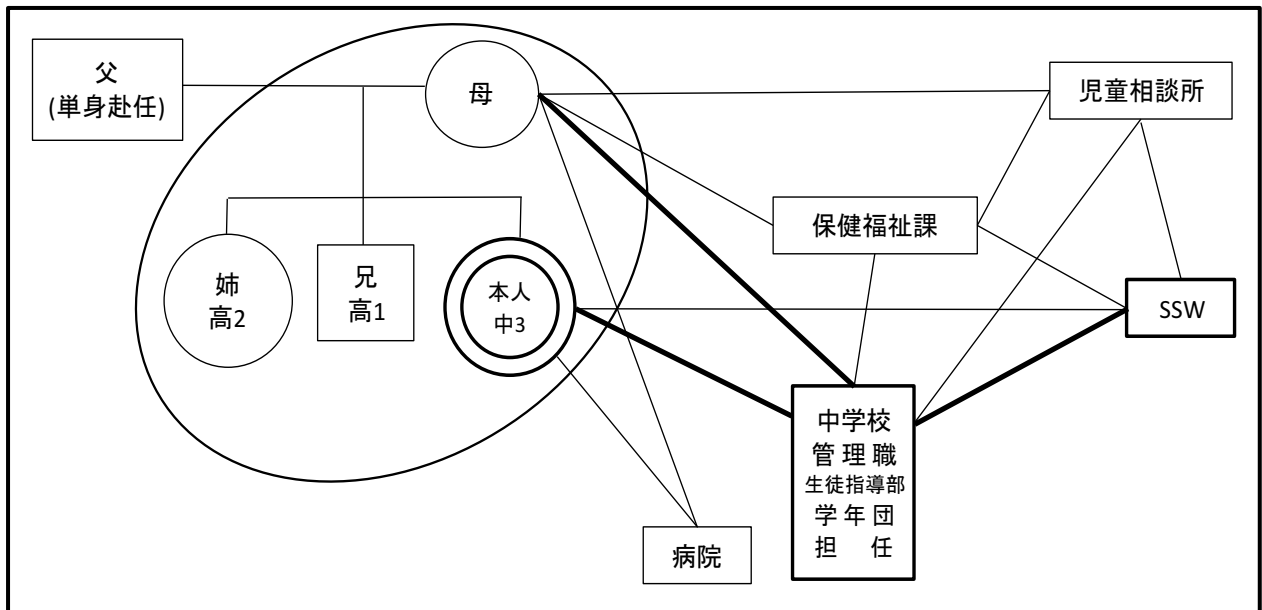 父
(単身赴任)
母
児童相談所
保健福祉課
姉
高2
兄
高1
本人
中3
SSW
中学校
管 理 職
生徒指導部
学 年 団
担 任
病院